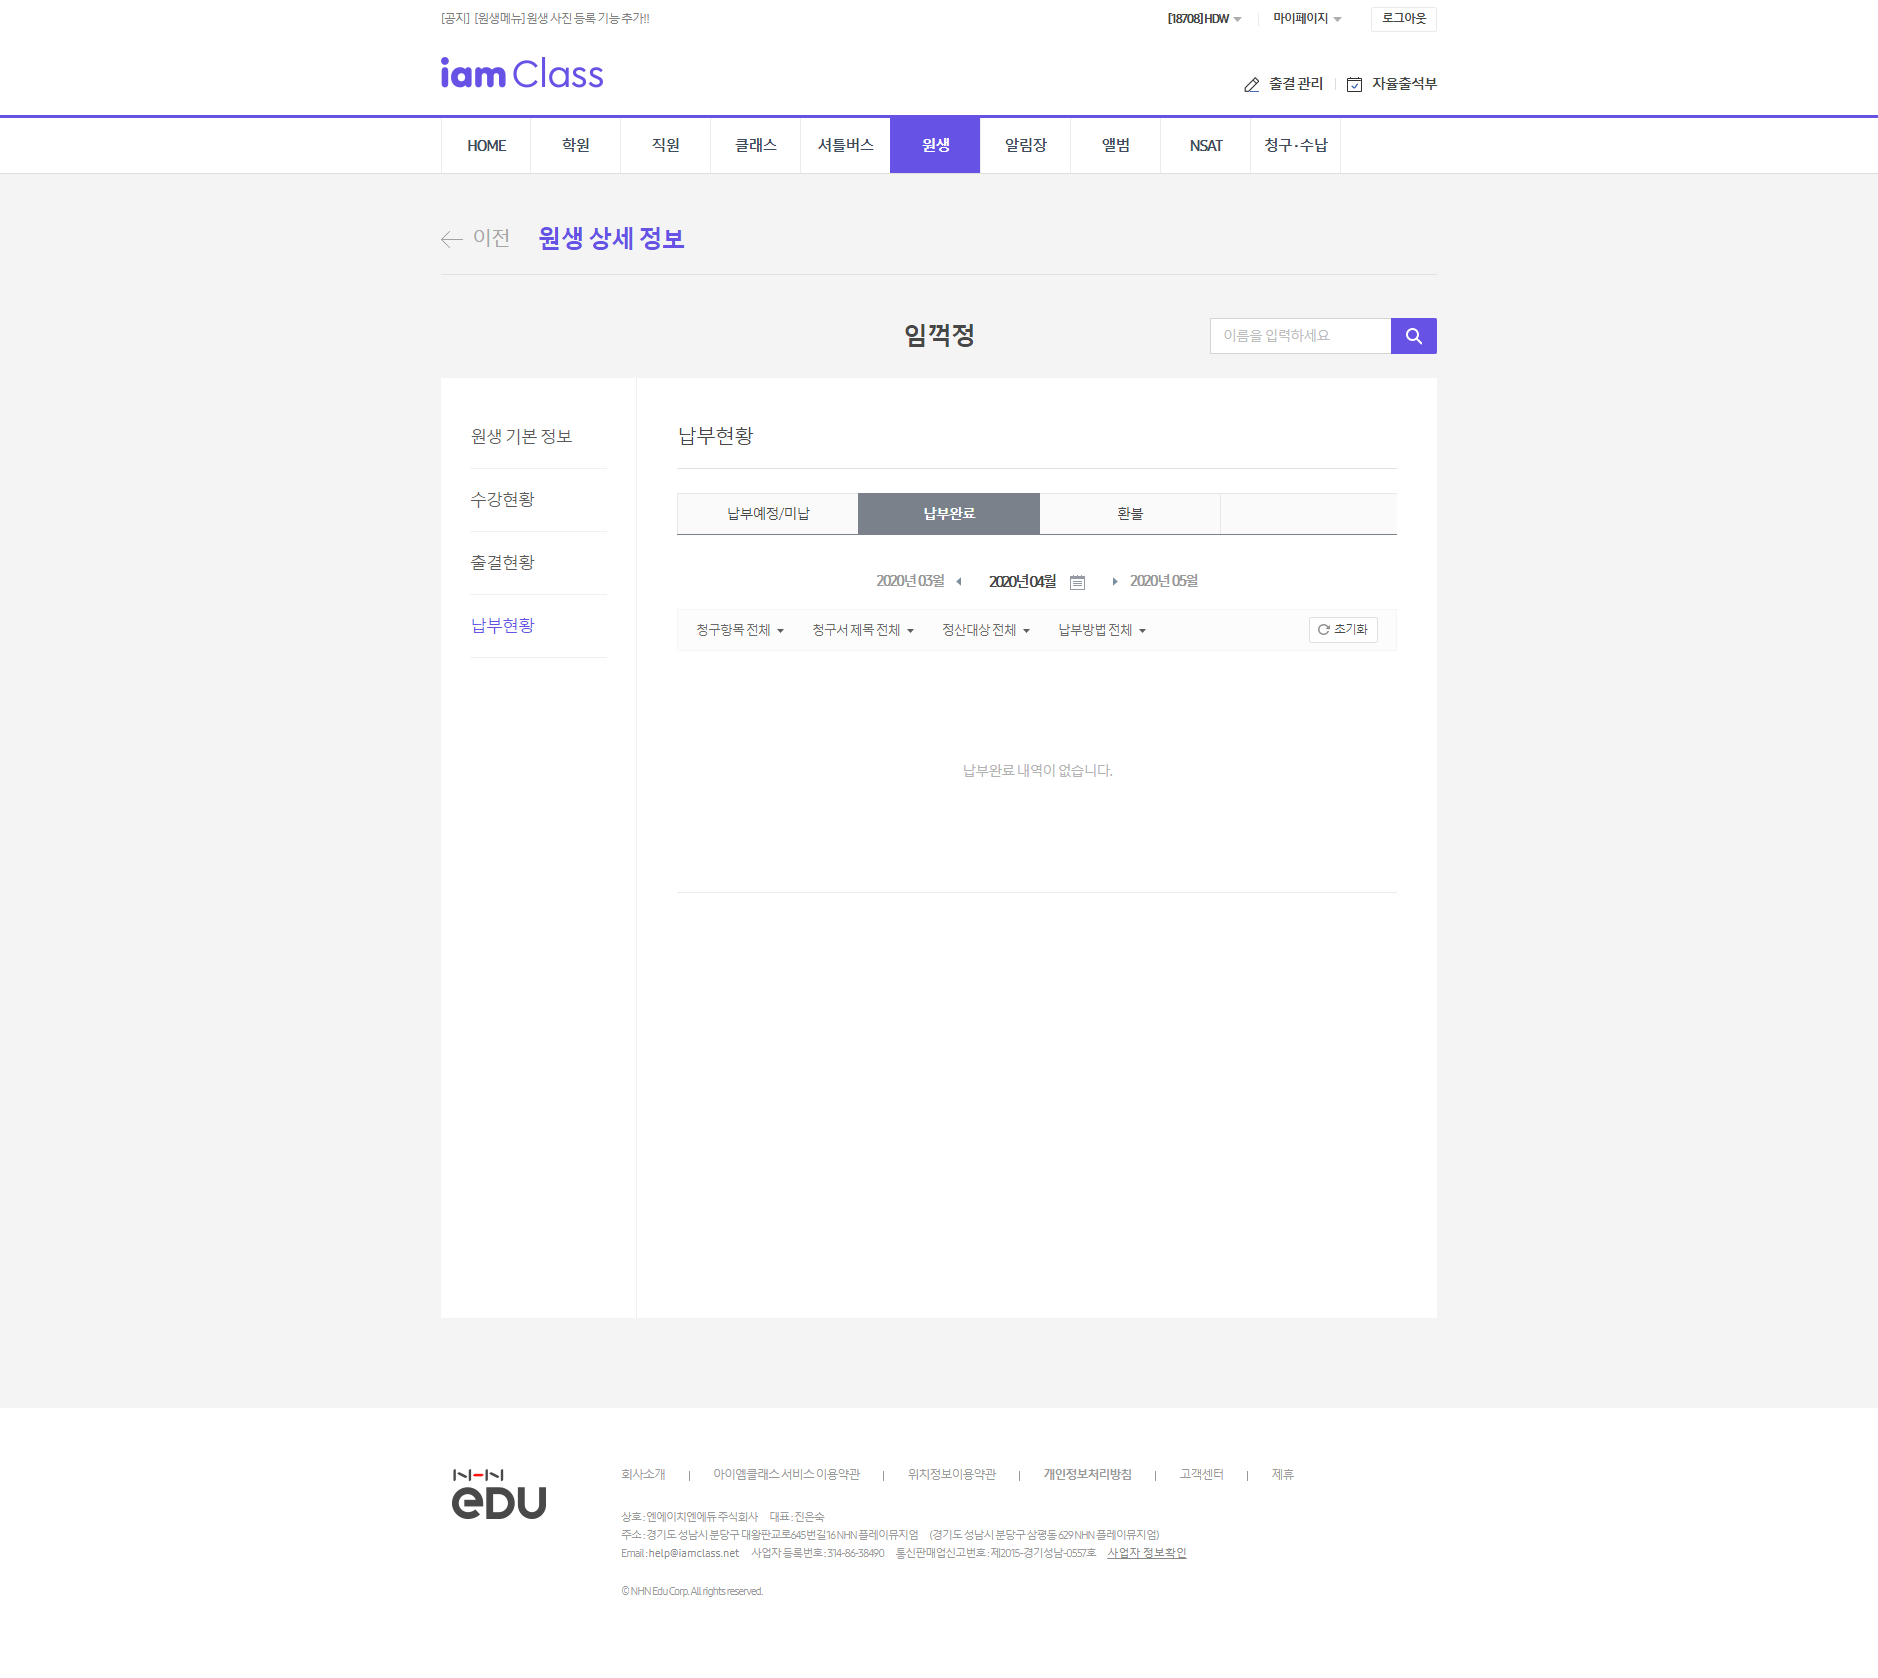 [공지] [원생메뉴] 원생 사진 등록 기능 추가!!
[18708] HDW 마이페이지 로그아웃
iam Class
출결 관리 자율출석부
HOME 학원 직원 클래스 셔틀버스 원생 알림장 앨범 NSAT 청구·수납
이전 원생 상세 정보
임꺽정
이름을 입력하세요
원생 기본 정보
수강현황
출결현황
납부현황
납부현황
납부예정/미납 납부완료 환불
2020년 03월 2020년 04월 2020년 05월
청구항목 전체 청구서 제목 전체 정산대상 전체 납부방법 전체 초기화
납부완료 내역이 없습니다.
NHN
eDU
회사소개 | 아이엠클래스 서비스 이용약관 | 위치정보이용약관 | 개인정보처리방침 | 고객센터 | 제휴
상호 : 엔에이치엔에듀 주식회사 대표 : 진은숙
주소 : 경기도 성남시 분당구 대왕판교로645번길 16 NHN 플레이뮤지엄 (경기도 성남시 분당구 삼평동 629 NHN 플레이뮤지엄)
Email : help@iamclass.net 사업자 등록번호 : 314-86-38490 통신판매업신고번호 : 제2015-경기성남-0557호 사업자 정보확인
© NHN Edu Corp. All rights reserved.